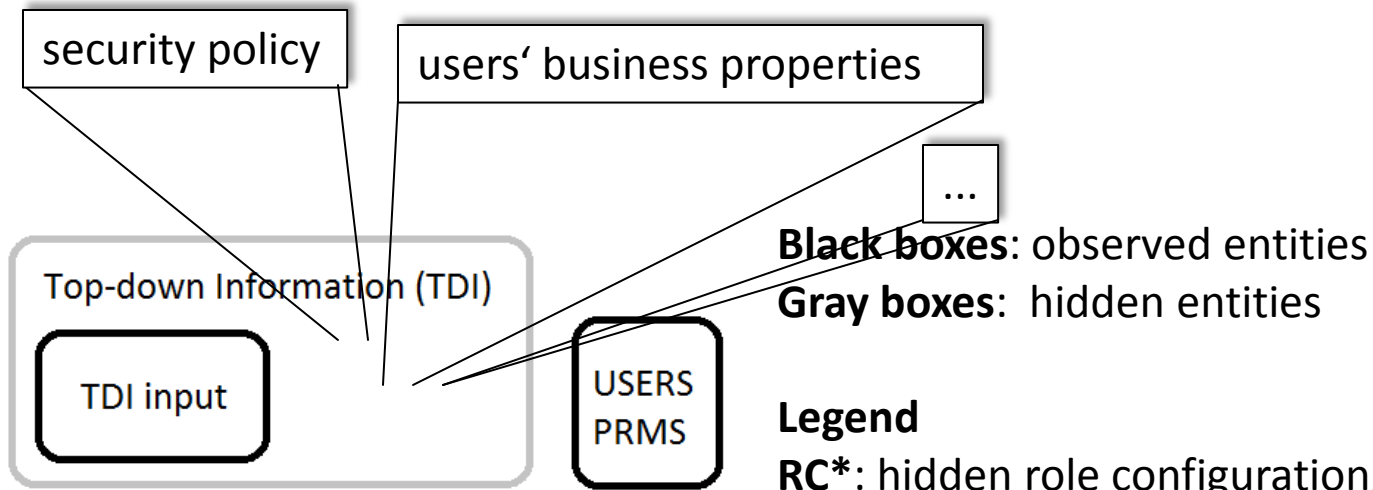 security policy
users‘ business properties
...
Black boxes: observed entities
Gray boxes: hidden entities
Top-down Information (TDI)
TDI input
USERS
PRMS
Legend
RC*: hidden role configuration